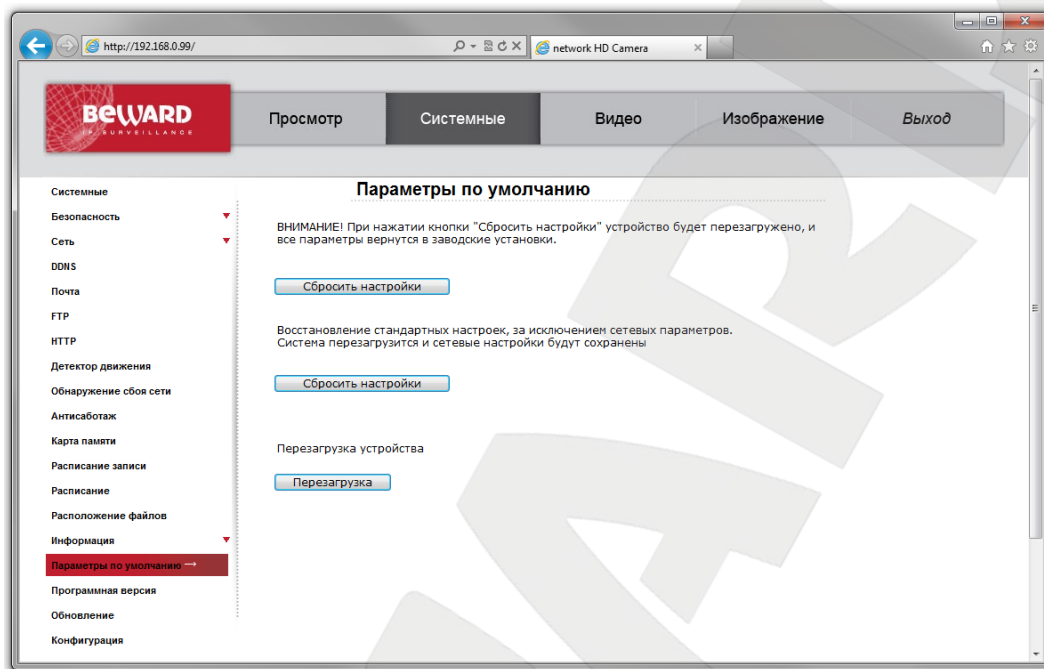 http://192.168.0.99/
network HD Camera
BEWARD
IP SURVEILLANCE
Просмотр
Системные
Видео
Изображение
Выход
Системные
Безопасность
Сеть
DDNS
Почта
FTP
HTTP
Детектор движения
Обнаружение сбоя сети
Антисаботаж
Карта памяти
Расписание записи
Расписание
Расположение файлов
Информация
Параметры по умолчанию →
Программная версия
Обновление
Конфигурация
Параметры по умолчанию
ВНИМАНИЕ! При нажатии кнопки "Сбросить настройки" устройство будет перезагружено, и
все параметры вернутся в заводские установки.
Сбросить настройки
Восстановление стандартных настроек, за исключением сетевых параметров.
Система перезагрузится и сетевые настройки будут сохранены
Сбросить настройки
Перезагрузка устройства
Перезагрузка